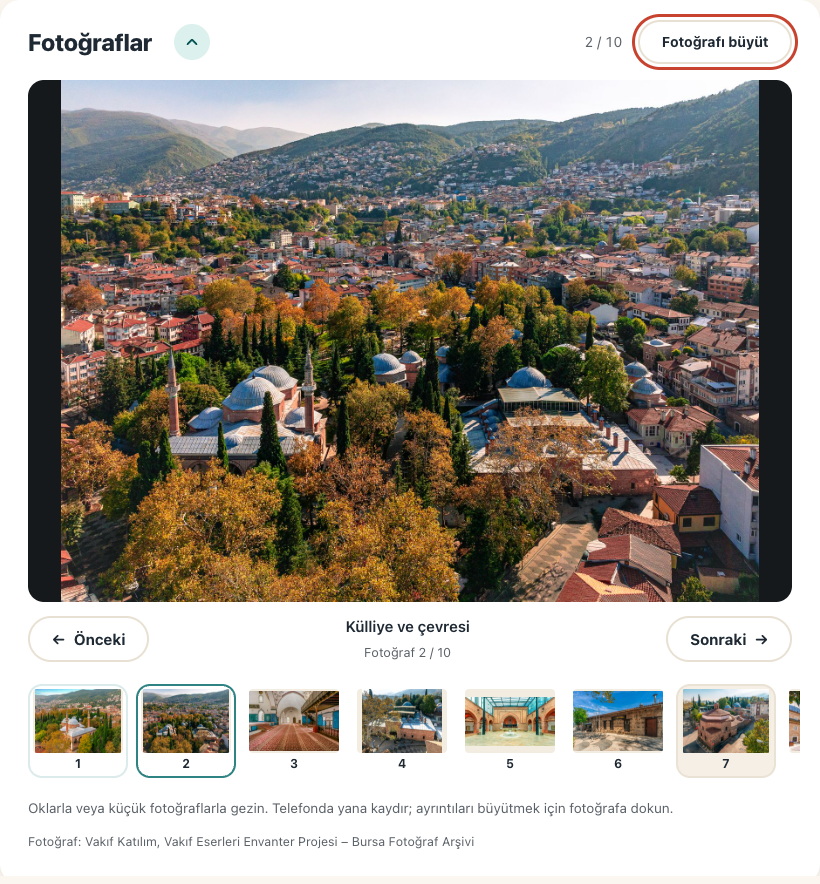 Fotoğraflar
2 / 10
Fotoğrafı büyüt
← Önceki
Külliye ve çevresi
Fotoğraf 2 / 10
Sonraki →
1
2
3
4
5
6
7
Oklarla veya küçük fotoğraflarla gezin. Telefonda yana kaydır; ayrıntıları büyütmek için fotoğrafa dokun.
Fotoğraf: Vakıf Katılım, Vakıf Eserleri Envanter Projesi – Bursa Fotoğraf Arşivi